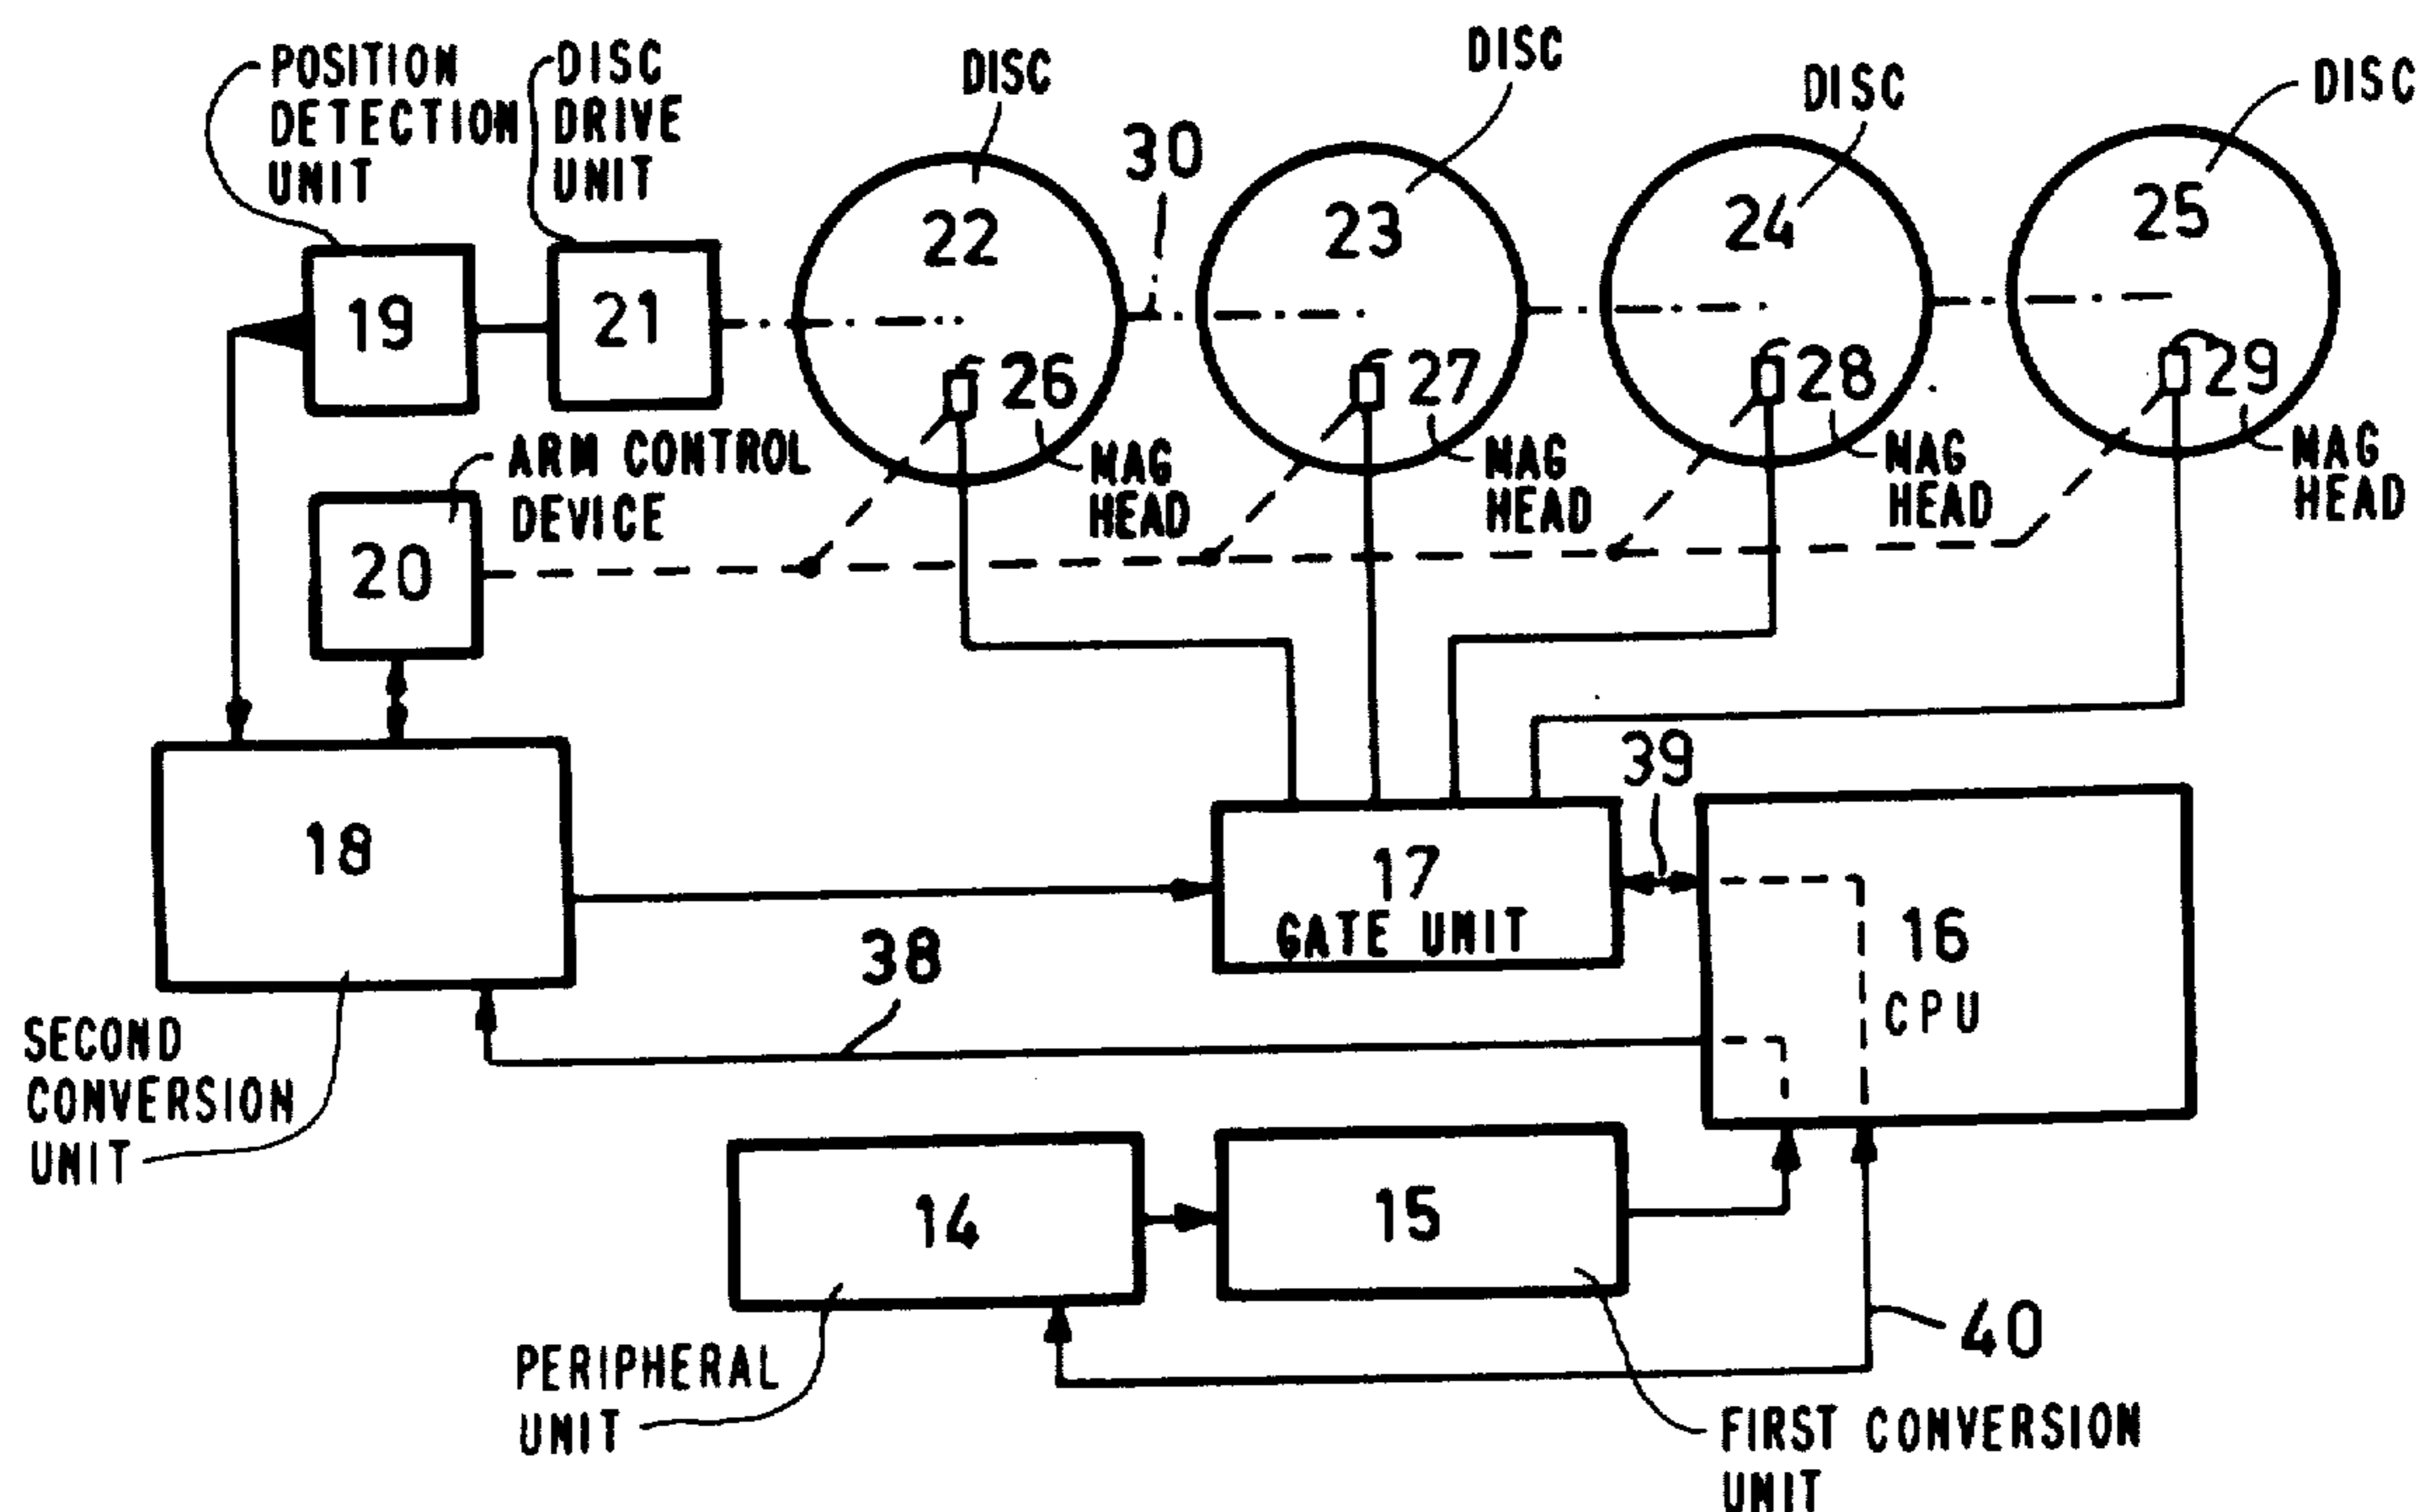 POSITION
DETECTION
UNIT
DISC
DRIVE
UNIT
DISC
DISC
DISC
DISC
30
22
23
24
25
19
21
26
27
28
29
MAG
HEAD
MAG
HEAD
MAG
HEAD
MAG
HEAD
ARM CONTROL
DEVICE
20
39
18
17
GATE UNIT
16
CPU
38
SECOND
CONVERSION
UNIT
14
15
40
PERIPHERAL
UNIT
FIRST CONVERSION
UNIT